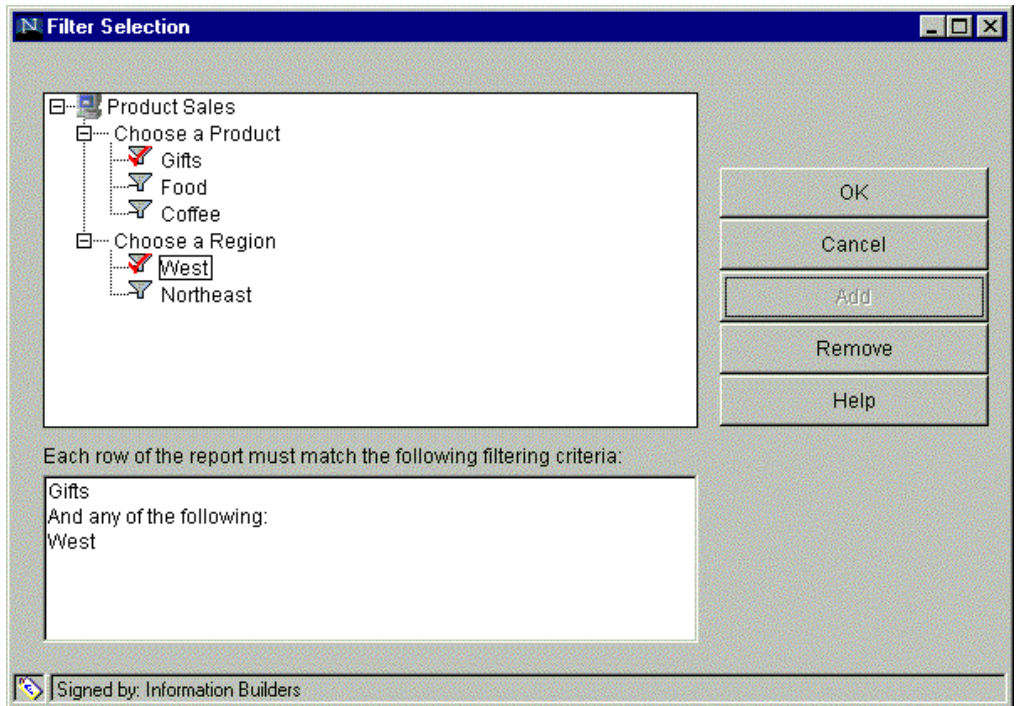 Filter Selection
Product Sales
Choose a Product
Gifts
Food
Coffee
Choose a Region
West
Northeast
OK
Cancel
Add
Remove
Help
Each row of the report must match the following filtering criteria:
Gifts
And any of the following:
West
Signed by: Information Builders